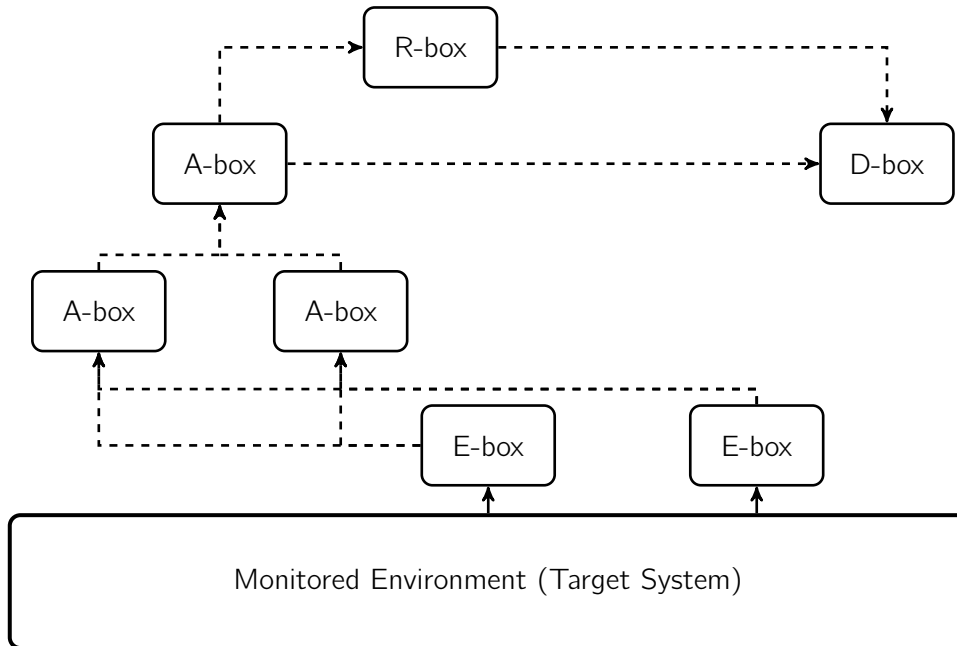 R-box
A-box
D-box
A-box
A-box
E-box
E-box
Monitored Environment (Target System)